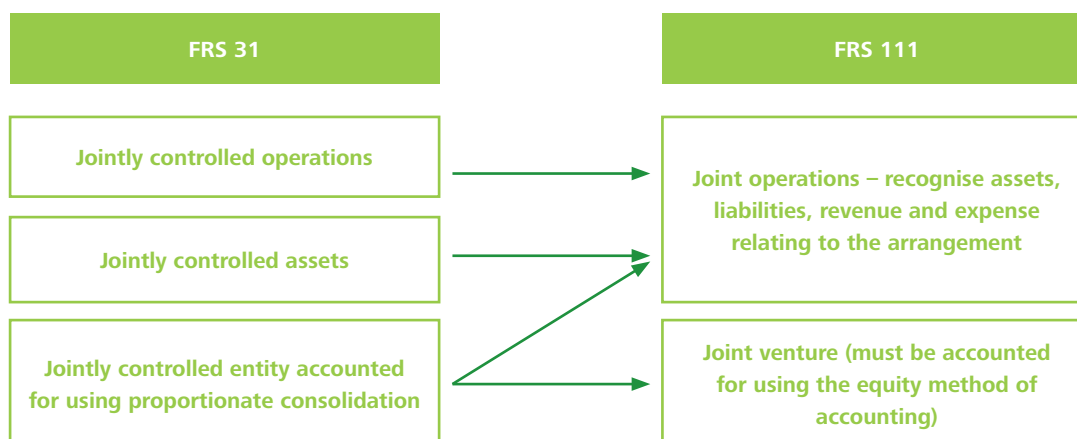 FRS 31
FRS 111
Jointly controlled operations
Jointly controlled assets
Jointly controlled entity accounted
for using proportionate consolidation
Joint operations – recognise assets,
liabilities, revenue and expense
relating to the arrangement
Joint venture (must be accounted
for using the equity method of
accounting)